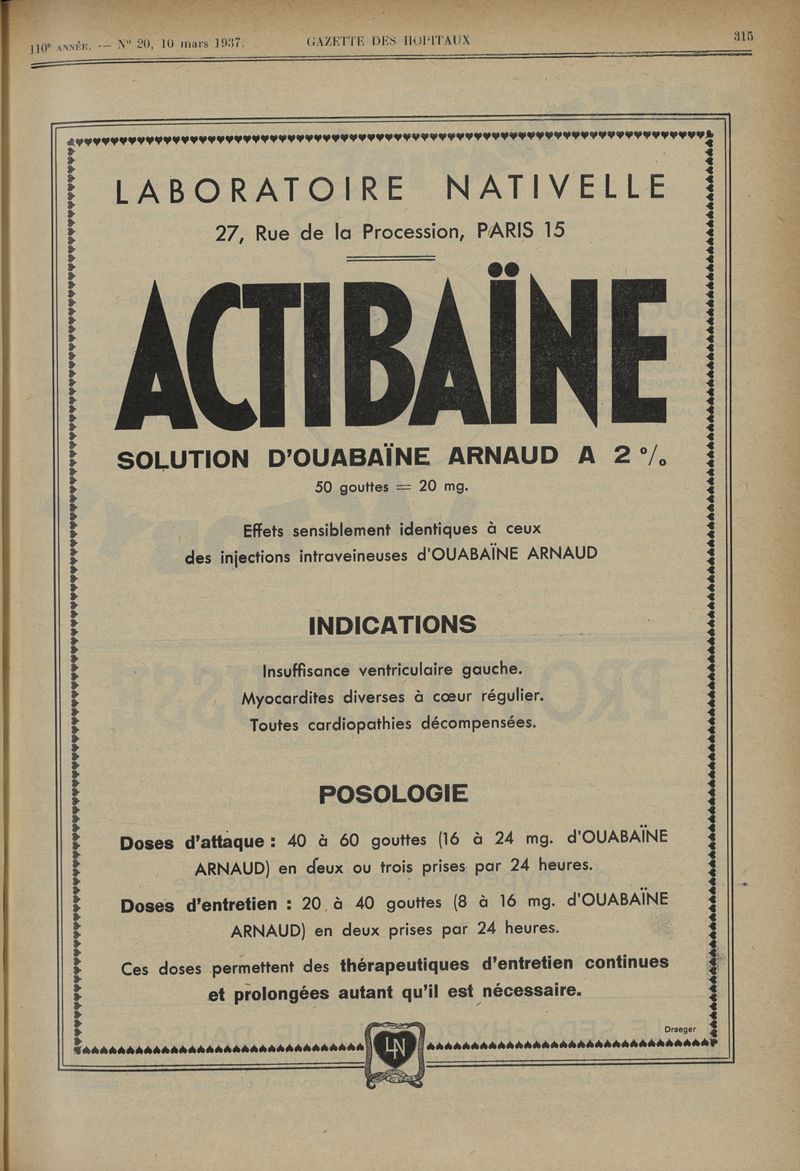 110e ANNÉE. — N° 20, 10 mars 1937.
GAZETTE DES HOPITAUX
315
LABORATOIRE NATIVELLE
27, Rue de la Procession, PARIS 15
ACTIBAÏNE
SOLUTION D'OUABAÏNE ARNAUD A 2 %
50 gouttes = 20 mg.
Effets sensiblement identiques à ceux
des injections intraveineuses d'OUABAÏNE ARNAUD
INDICATIONS
Insuffisance ventriculaire gauche.
Myocardites diverses à cœur régulier.
Toutes cardiopathies décompensées.
POSOLOGIE
Doses d'attaque : 40 à 60 gouttes (16 à 24 mg. d'OUABAÏNE
ARNAUD) en deux ou trois prises par 24 heures.
Doses d'entretien : 20 à 40 gouttes (8 à 16 mg. d'OUABAÏNE
ARNAUD) en deux prises par 24 heures.
Ces doses permettent des thérapeutiques d'entretien continues
et prolongées autant qu'il est nécessaire.
Draeger
LN